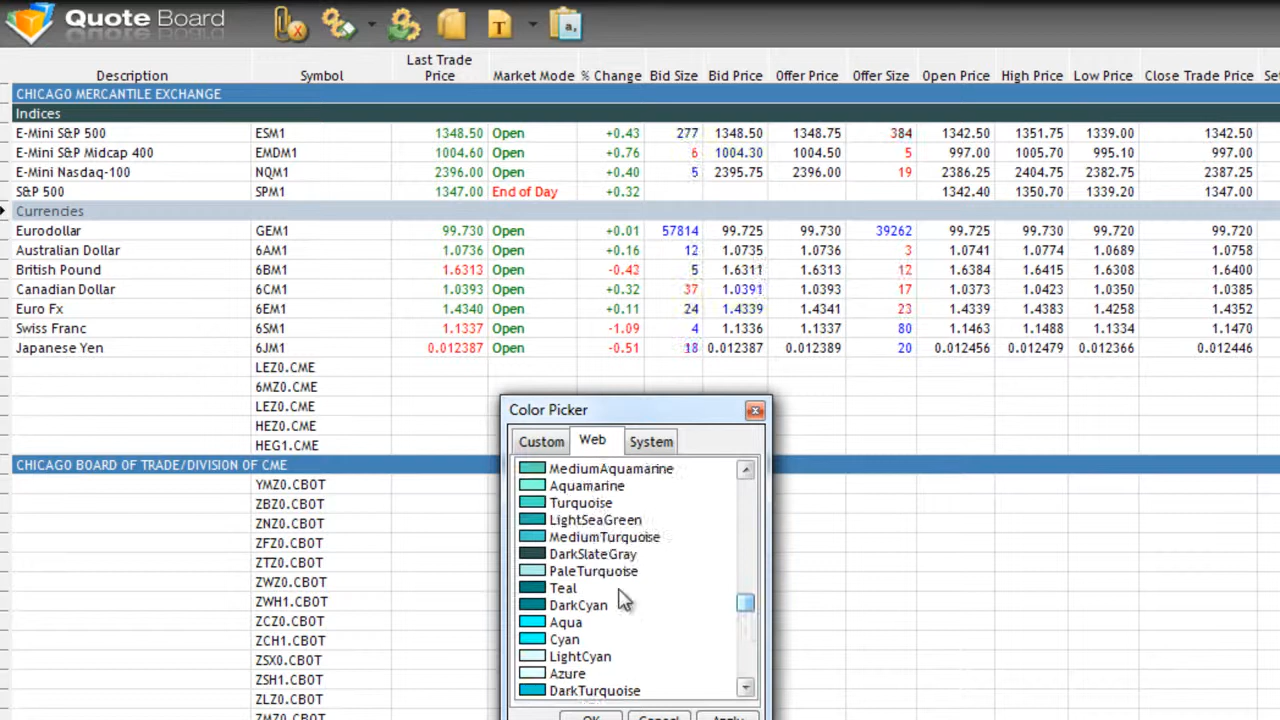 Quote Board
T
a,
Last Trade
Description Symbol Price Market Mode % Change Bid Size Bid Price Offer Price Offer Size Open Price High Price Low Price Close Trade Price
CHICAGO MERCANTILE EXCHANGE
Indices
E-Mini S&P 500 ESM1 1348.50 Open +0.43 277 1348.50 1348.75 384 1342.50 1351.75 1339.00 1342.50
E-Mini S&P Midcap 400 EMDM1 1004.60 Open +0.76 6 1004.30 1004.50 5 997.00 1005.70 995.10 997.00
E-Mini Nasdaq-100 NQM1 2396.00 Open +0.40 5 2395.75 2396.00 19 2386.25 2404.75 2382.75 2387.25
S&P 500 SPM1 1347.00 End of Day +0.32 1342.40 1350.70 1339.20 1347.00
Currencies
Eurodollar GEM1 99.730 Open +0.01 57814 99.725 99.730 39262 99.725 99.730 99.720 99.720
Australian Dollar 6AM1 1.0736 Open +0.16 12 1.0735 1.0736 3 1.0741 1.0774 1.0689 1.0758
British Pound 6BM1 1.6313 Open -0.42 5 1.6311 1.6313 12 1.6384 1.6415 1.6308 1.6400
Canadian Dollar 6CM1 1.0393 Open +0.32 37 1.0391 1.0393 17 1.0373 1.0423 1.0350 1.0385
Euro Fx 6EM1 1.4340 Open +0.11 24 1.4339 1.4341 23 1.4339 1.4383 1.4258 1.4352
Swiss Franc 6SM1 1.1337 Open -1.09 4 1.1336 1.1337 80 1.1463 1.1488 1.1334 1.1470
Japanese Yen 6JM1 0.012387 Open -0.51 18 0.012387 0.012389 20 0.012456 0.012479 0.012366 0.012446
LEZ0.CME
6MZ0.CME
LEZ0.CME
HEZ0.CME
HEG1.CME
CHICAGO BOARD OF TRADE/DIVISION OF CME
YMZ0.CBOT
ZBZ0.CBOT
ZNZ0.CBOT
ZFZ0.CBOT
ZTZ0.CBOT
ZWZ0.CBOT
ZWH1.CBOT
ZCZ0.CBOT
ZCH1.CBOT
ZSX0.CBOT
ZSH1.CBOT
ZLZ0.CBOT
ZMZ0.CBOT
Color Picker
Custom Web System
MediumAquamarine
Aquamarine
Turquoise
LightSeaGreen
MediumTurquoise
DarkSlateGray
PaleTurquoise
Teal
DarkCyan
Aqua
Cyan
LightCyan
Azure
DarkTurquoise
OK Cancel Apply